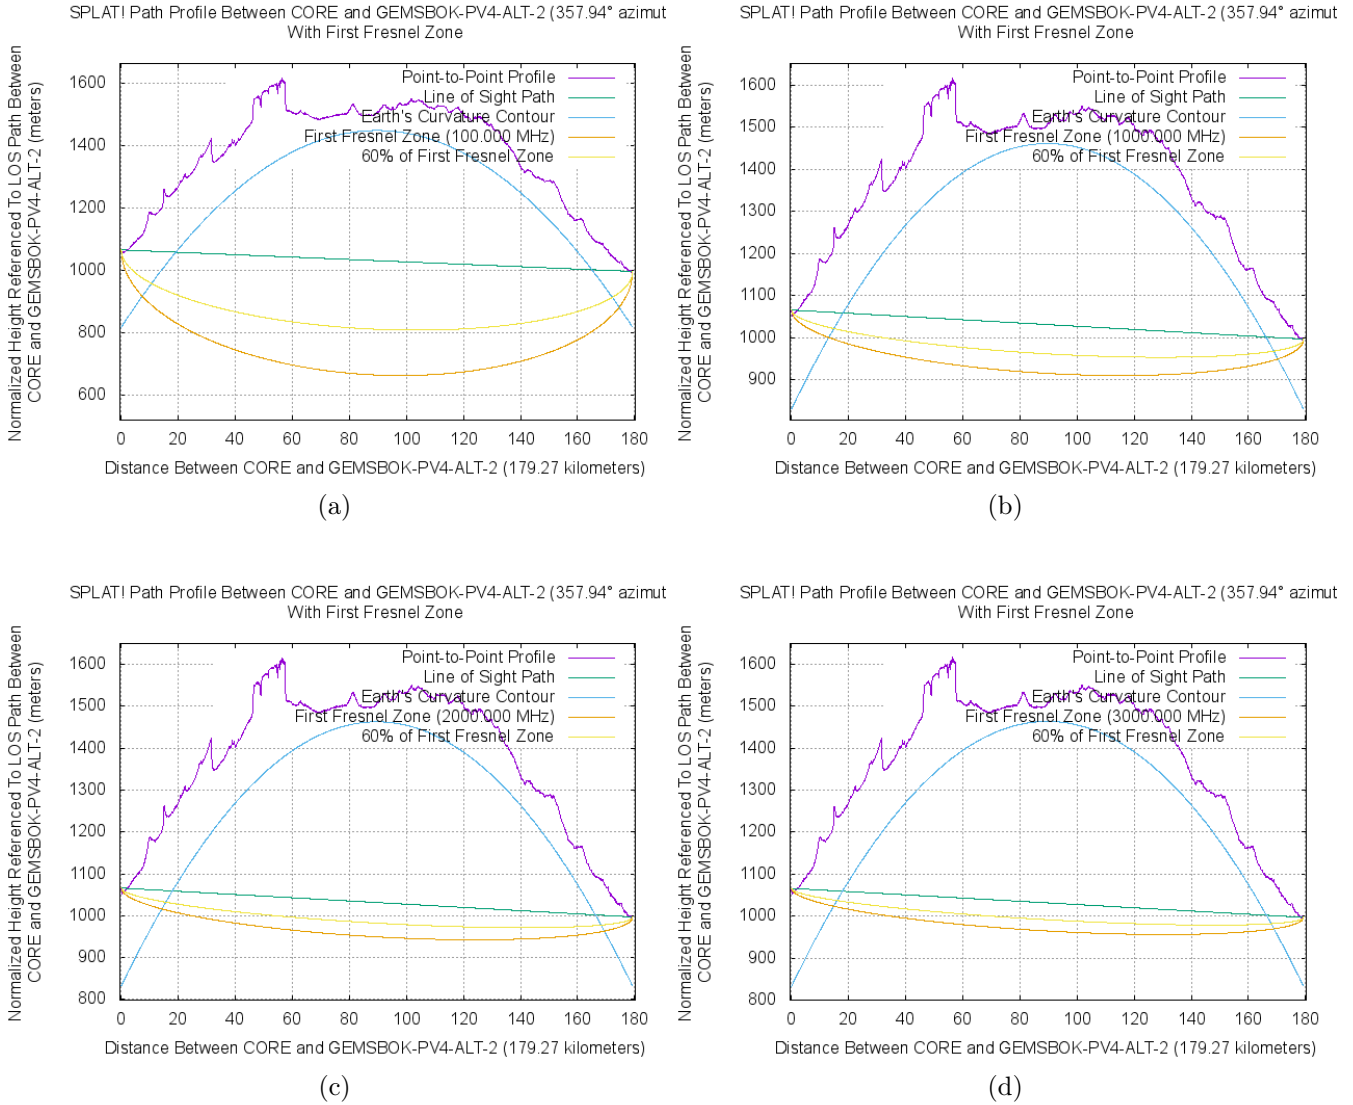 SPLAT! Path Profile Between CORE and GEMSBOK-PV4-ALT-2 (357.94° azimut
With First Fresnel Zone
Normalized Height Referenced To LOS Path Between
CORE and GEMSBOK-PV4-ALT-2 (meters)
1600
1400
1200
1000
800
600
Point-to-Point Profile
Line of Sight Path
Earth's Curvature Contour
First Fresnel Zone (100.000 MHz)
60% of First Fresnel Zone
0 20 40 60 80 100 120 140 160 180
Distance Between CORE and GEMSBOK-PV4-ALT-2 (179.27 kilometers)
(a)
SPLAT! Path Profile Between CORE and GEMSBOK-PV4-ALT-2 (357.94° azimut
With First Fresnel Zone
Normalized Height Referenced To LOS Path Between
CORE and GEMSBOK-PV4-ALT-2 (meters)
1600
1500
1400
1300
1200
1100
1000
900
Point-to-Point Profile
Line of Sight Path
Earth's Curvature Contour
First Fresnel Zone (1000.000 MHz)
60% of First Fresnel Zone
0 20 40 60 80 100 120 140 160 180
Distance Between CORE and GEMSBOK-PV4-ALT-2 (179.27 kilometers)
(b)
SPLAT! Path Profile Between CORE and GEMSBOK-PV4-ALT-2 (357.94° azimut
With First Fresnel Zone
Normalized Height Referenced To LOS Path Between
CORE and GEMSBOK-PV4-ALT-2 (meters)
1600
1500
1400
1300
1200
1100
1000
900
800
Point-to-Point Profile
Line of Sight Path
Earth's Curvature Contour
First Fresnel Zone (2000.000 MHz)
60% of First Fresnel Zone
0 20 40 60 80 100 120 140 160 180
Distance Between CORE and GEMSBOK-PV4-ALT-2 (179.27 kilometers)
(c)
SPLAT! Path Profile Between CORE and GEMSBOK-PV4-ALT-2 (357.94° azimut
With First Fresnel Zone
Normalized Height Referenced To LOS Path Between
CORE and GEMSBOK-PV4-ALT-2 (meters)
1600
1500
1400
1300
1200
1100
1000
900
800
Point-to-Point Profile
Line of Sight Path
Earth's Curvature Contour
First Fresnel Zone (3000.000 MHz)
60% of First Fresnel Zone
0 20 40 60 80 100 120 140 160 180
Distance Between CORE and GEMSBOK-PV4-ALT-2 (179.27 kilometers)
(d)